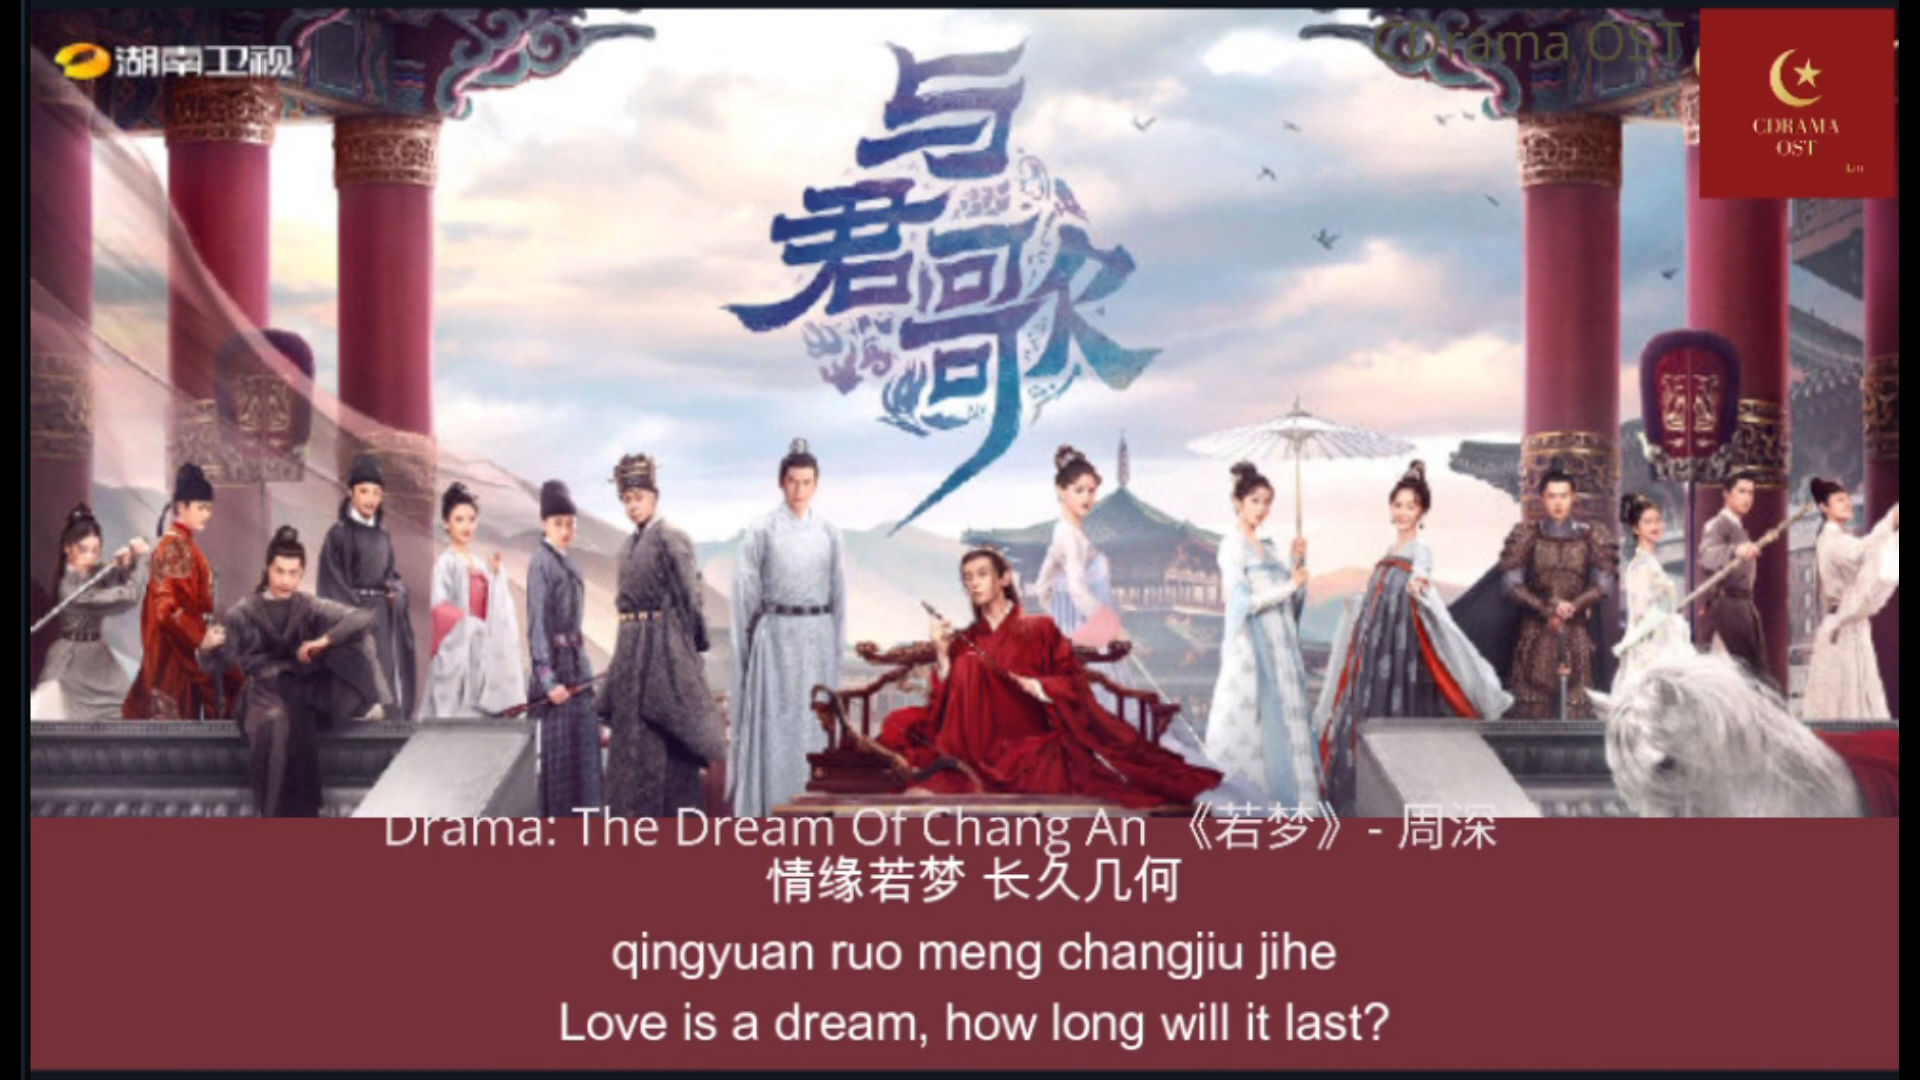 湖南卫视
CDrama OST
CDRAMA
OST
Lin
与
君歌
Drama: The Dream Of Chang An 《若梦》- 周深
情缘若梦 长久几何
qingyuan ruo meng changjiu jihe
Love is a dream, how long will it last?